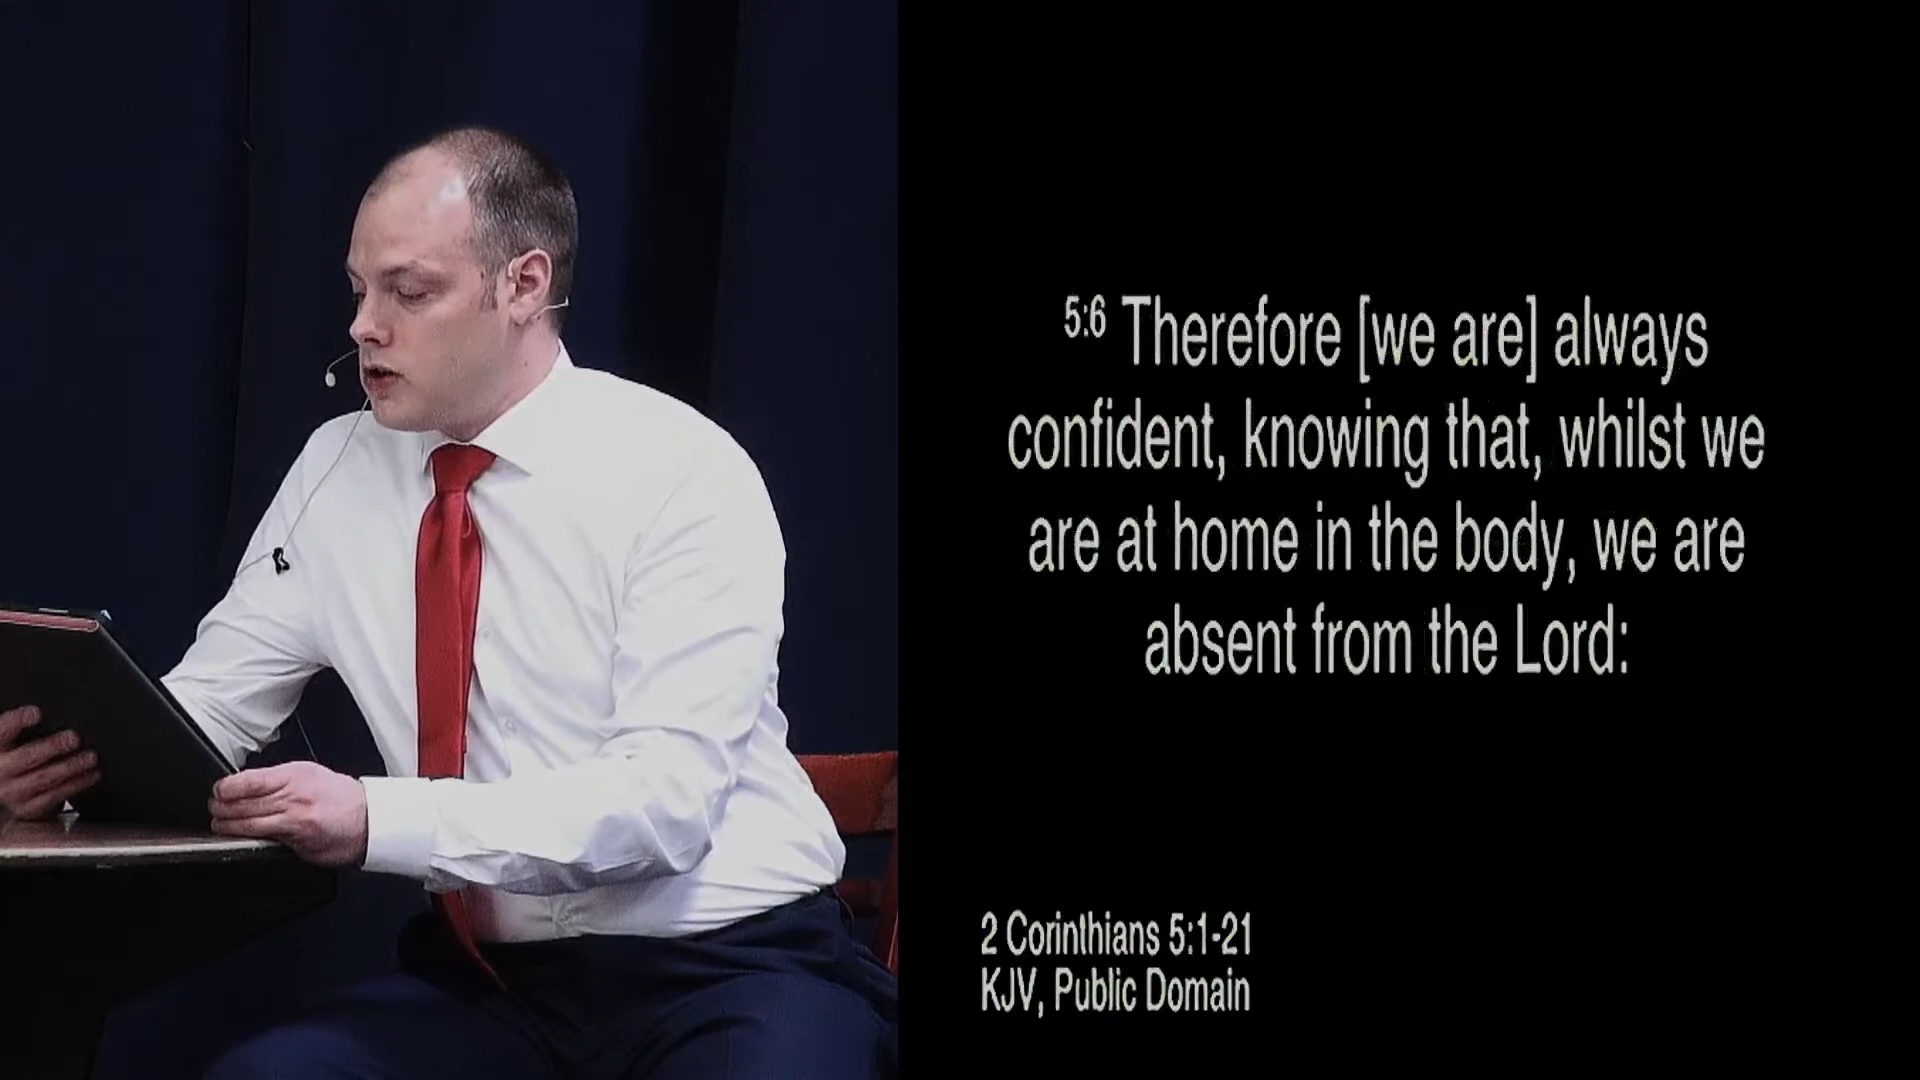 5:6 Therefore [we are] always
confident, knowing that, whilst we
are at home in the body, we are
absent from the Lord:
2 Corinthians 5:1-21
KJV, Public Domain